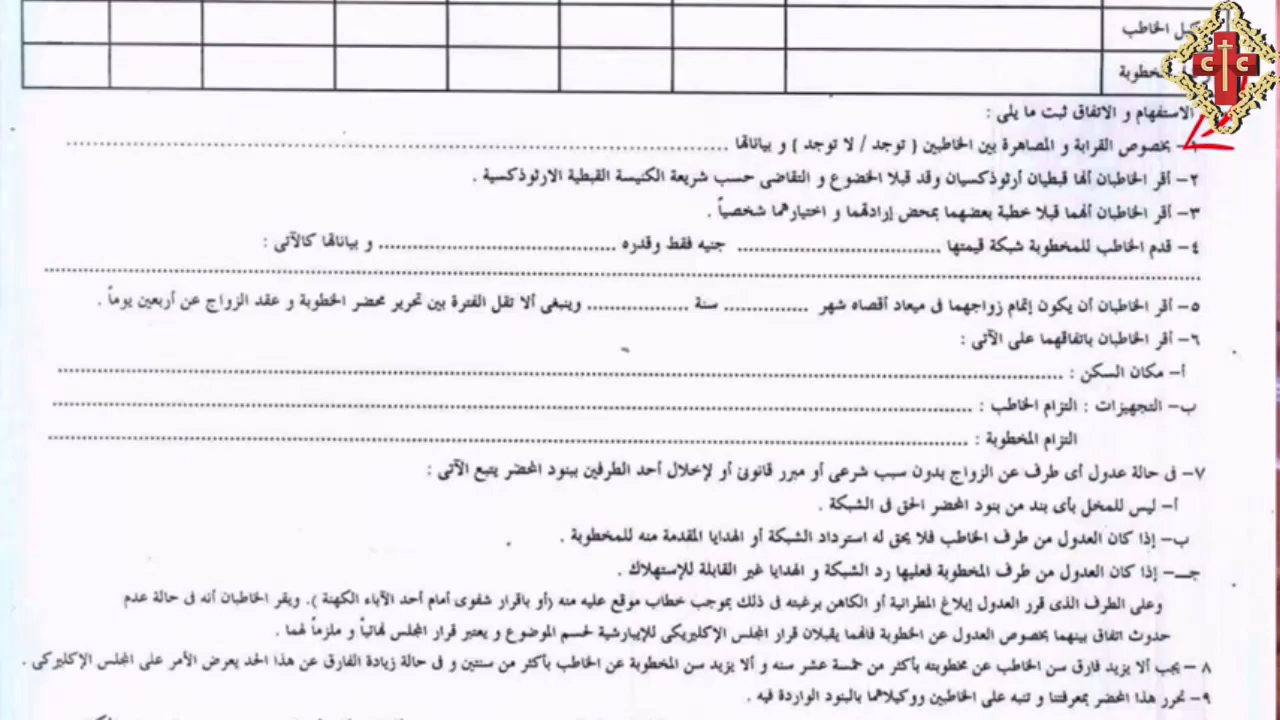 وكيل الخاطب
المخطوبة
الاستفهام و الاتفاق ثبت ما يلى :
١– بخصوص القرابة و المصاهرة بين الخاطبين ( توجد / لا توجد ) و بياناتها ........................................
٢– أقر الخاطبان أنهما قبطيان أرثوذكسيان وقد قبلا الخضوع و التقاضى حسب شريعة الكنيسة القبطية الارثوذكسية .
٣– أقر الخاطبان أنهما قبلا خطبة بعضهما بمحض إرادتهما و اختيارهما شخصياً .
٤– قدم الخاطب للمخطوبة شبكة قيمتها .................... جنيه فقط وقدره .................... و بياناتها كالآتى :
........................................
٥– أقر الخاطبان أن يكون إتمام زواجهما فى ميعاد أقصاه شهر ............... سنة .................. وينبغى ألا تقل الفترة بين تحرير محضر الخطوبة و عقد الزواج عن أربعين يوماً .
٦– أقر الخاطبان باتفاقهما على الآتى :
أ– مكان السكن : ........................................
ب– التجهيزات : التزام الخاطب : ........................................
التزام المخطوبة : ........................................
٧– فى حالة عدول أى طرف عن الزواج بدون سبب شرعى أو مبرر قانونى أو لإخلال أحد الطرفين ببنود المحضر يتبع الآتى :
أ– ليس للمخل بأى بند من بنود المحضر الحق فى الشبكة .
ب– إذا كان العدول من طرف الخاطب فلا يحق له استرداد الشبكة أو الهدايا المقدمة منه للمخطوبة .
جـ– إذا كان العدول من طرف المخطوبة فعليها رد الشبكة و الهدايا غير القابلة للإستهلاك .
وعلى الطرف الذى قرر العدول إبلاغ المطرانية أو الكاهن برغبته فى ذلك بموجب خطاب موقع عليه منه (أو باقرار شفوى أمام أحد الآباء الكهنة ). ويقر الخاطبان أنه فى حالة عدم
حدوث اتفاق بينهما بخصوص العدول عن الخطوبة فانهما يقبلان قرار المجلس الإكليريكى للإيبارشية لحسم الموضوع و يعتبر قرار المجلس نهائياً و ملزماً لهما .
٨– يجب ألا يزيد فارق سن الخاطب عن مخطوبته بأكثر من خمسة عشر سنه و ألا يزيد سن المخطوبة عن الخاطب بأكثر من سنتين و فى حالة زيادة الفارق عن هذا الحد يعرض الأمر على المجلس الإكليركى .
٩– تحرر هذا المحضر بمعرفتنا و تنبه على الخاطبين ووكيلاهما بالبنود الواردة فيه .
C C